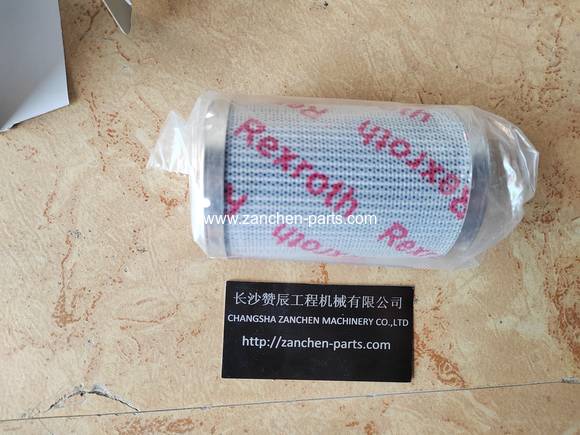 Rexroth
Rexroth
www.zanchen-parts.com
长沙赞辰工程机械有限公司
CHANGSHA ZANCHEN MACHINERY CO.,LTD
http://zanchen-parts.com